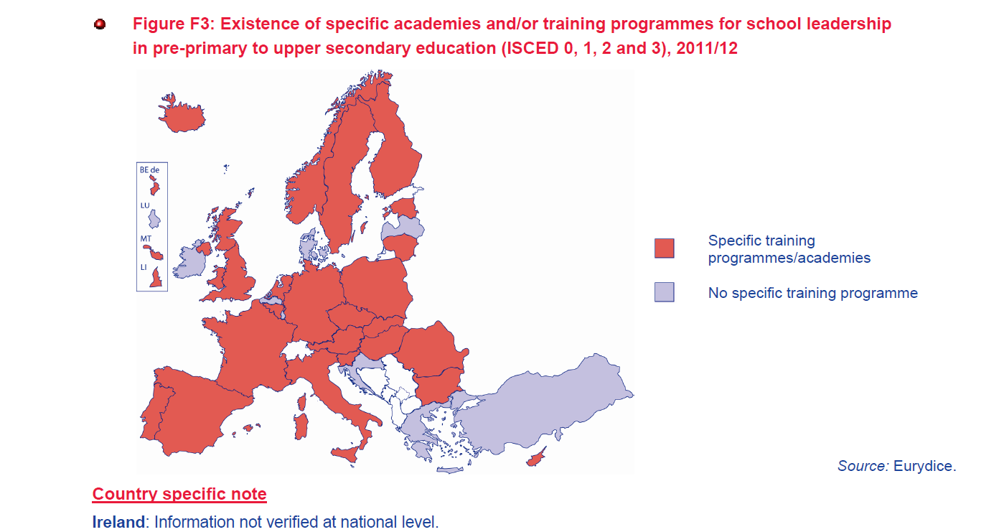 Figure F3: Existence of specific academies and/or training programmes for school leadership
in pre-primary to upper secondary education (ISCED 0, 1, 2 and 3), 2011/12
BE de
LU
MT
LI
Specific training
programmes/academies
No specific training programme
Source: Eurydice.
Country specific note
Ireland: Information not verified at national level.